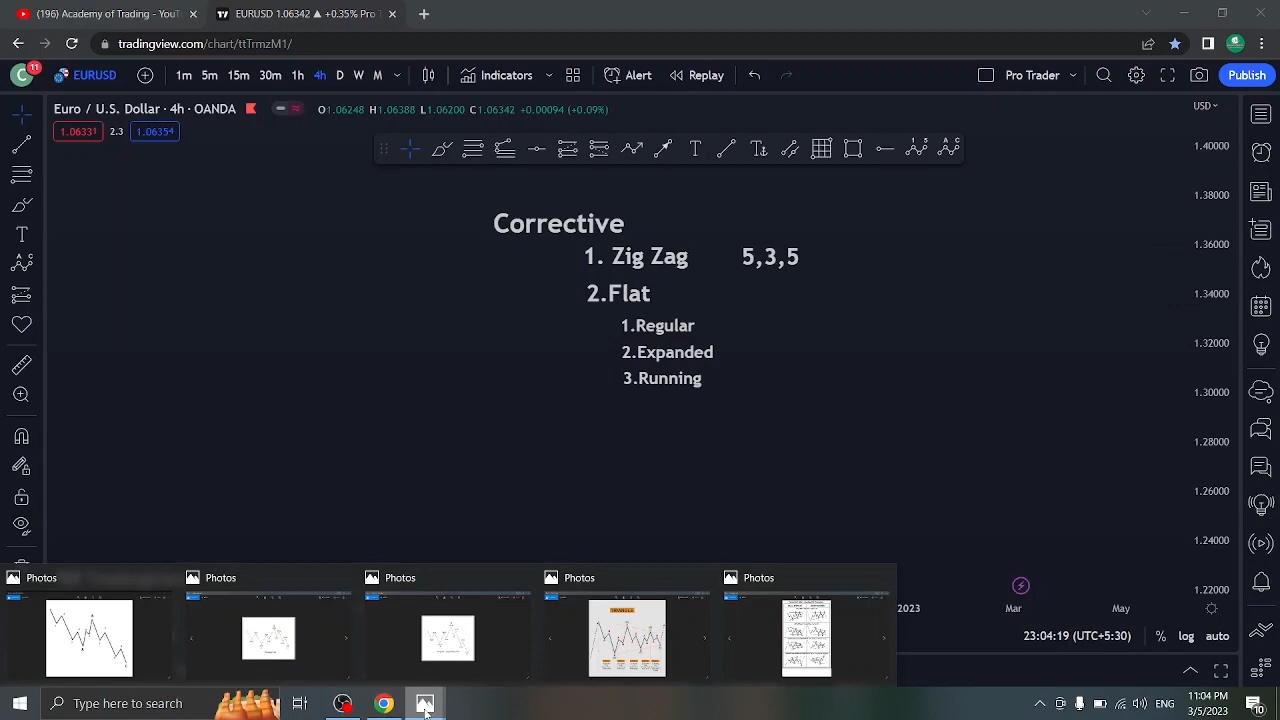 (196) Academy of Trading - YouT
EURUSD 1.06342 ▲ +0.35% Pro T
tradingview.com/chart/ttTmzM1/
11
EURUSD
1m 5m 15m 30m 1h 4h D W M
Indicators
Alert
Replay
Pro Trader
Publish
Euro / U.S. Dollar · 4h · OANDA
O1.06248 H1.06388 L1.06200 C1.06342 +0.00094 (+0.09%)
USD
1.06331 2.3 1.06354
1.40000
1.38000
1.36000
1.34000
1.32000
1.30000
1.28000
1.26000
1.24000
1.22000
Corrective
1. Zig Zag 5,3,5
2.Flat
1.Regular
2.Expanded
3.Running
Photos
Photos
Photos
Photos
Photos
TRIANGLE
2023 Mar May
23:04:19 (UTC+5:30) % log auto
Type here to search
11:04 PM
3/5/2023